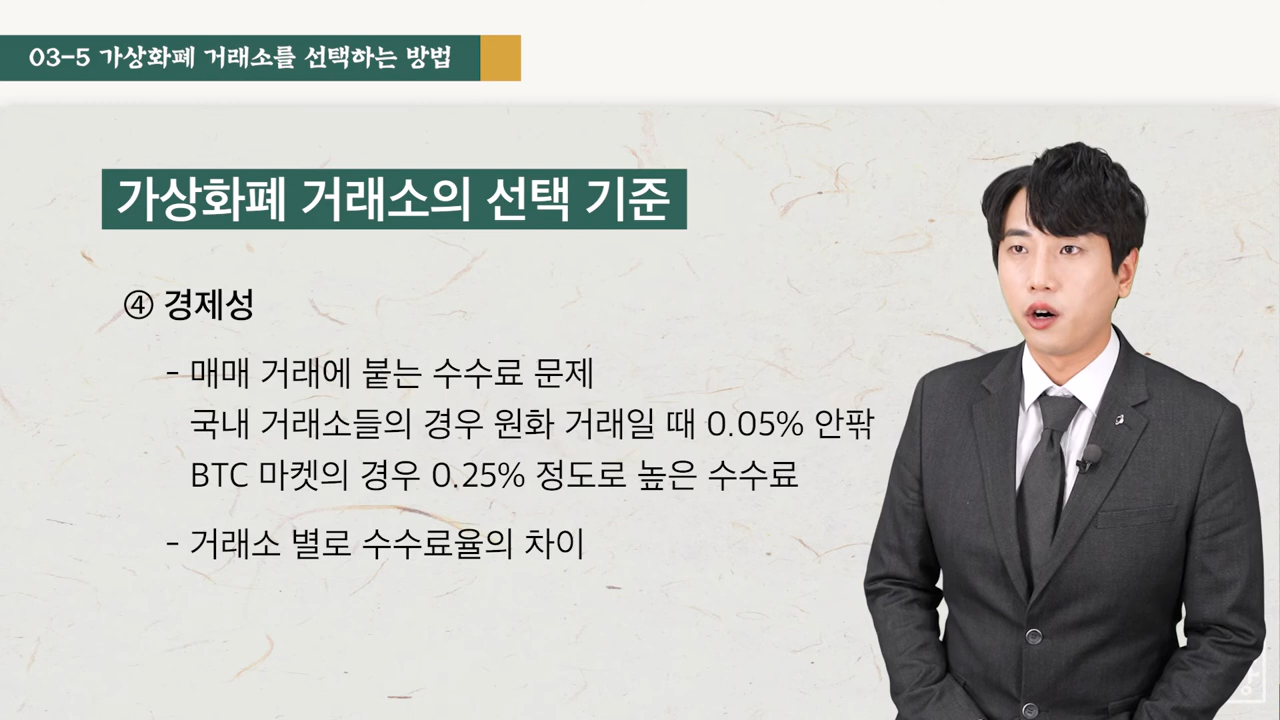 03-5 가상화폐 거래소를 선택하는 방법
가상화폐 거래소의 선택 기준
④ 경제성
- 매매 거래에 붙는 수수료 문제
국내 거래소들의 경우 원화 거래일 때 0.05% 안팎
BTC 마켓의 경우 0.25% 정도로 높은 수수료
- 거래소 별로 수수료율의 차이